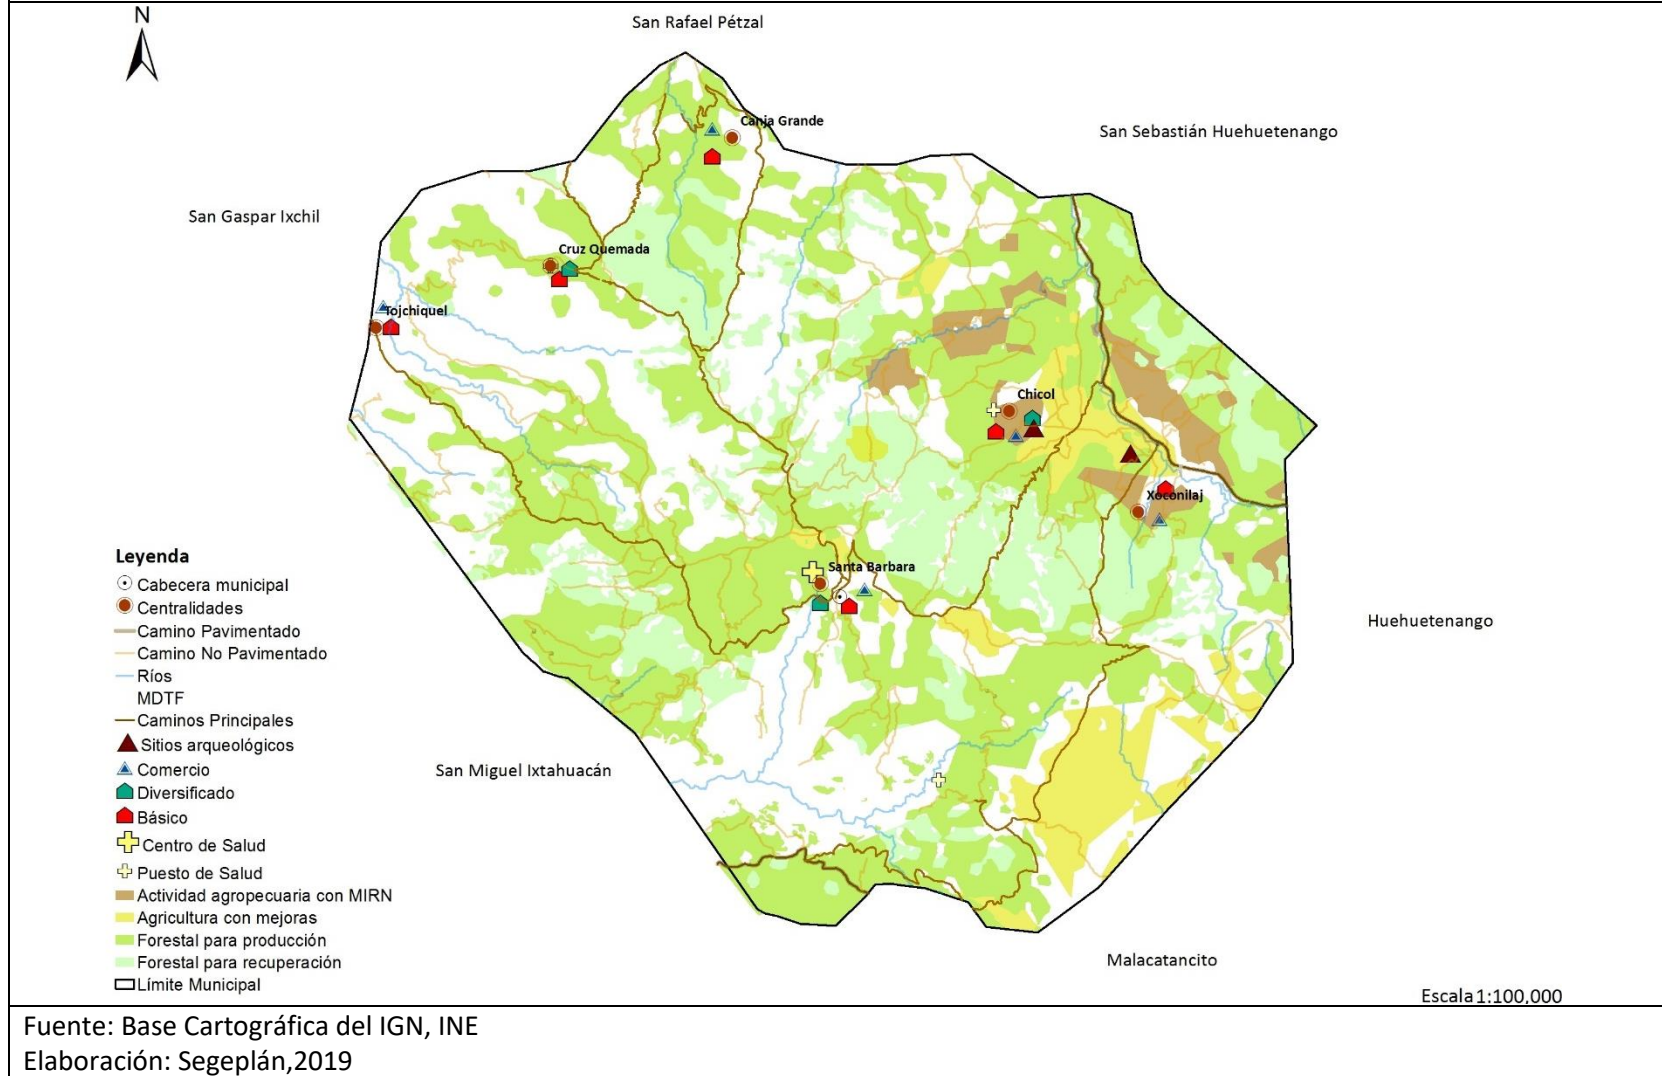 N
San Rafael Pétzal
Canja Grande
San Sebastián Huehuetenango
San Gaspar Ixchil
Cruz Quemada
Tojchiquel
Chicol
Xoconilaj
Santa Barbara
Huehuetenango
San Miguel Ixtahuacán
Malacatancito
Leyenda
Cabecera municipal
Centralidades
Camino Pavimentado
Camino No Pavimentado
Ríos
MDTF
Caminos Principales
Sitios arqueológicos
Comercio
Diversificado
Básico
Centro de Salud
Puesto de Salud
Actividad agropecuaria con MIRN
Agricultura con mejoras
Forestal para producción
Forestal para recuperación
Límite Municipal
Escala 1:100,000
Fuente: Base Cartográfica del IGN, INE
Elaboración: Segeplán,2019